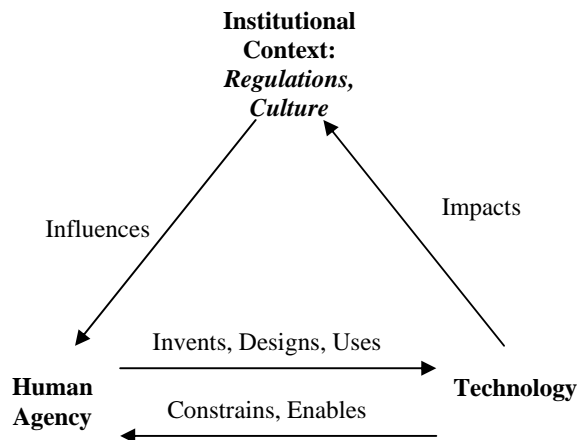 Institutional
Context:
Regulations,
Culture
Influences
Impacts
Invents, Designs, Uses
Human
Agency
Technology
Constrains, Enables